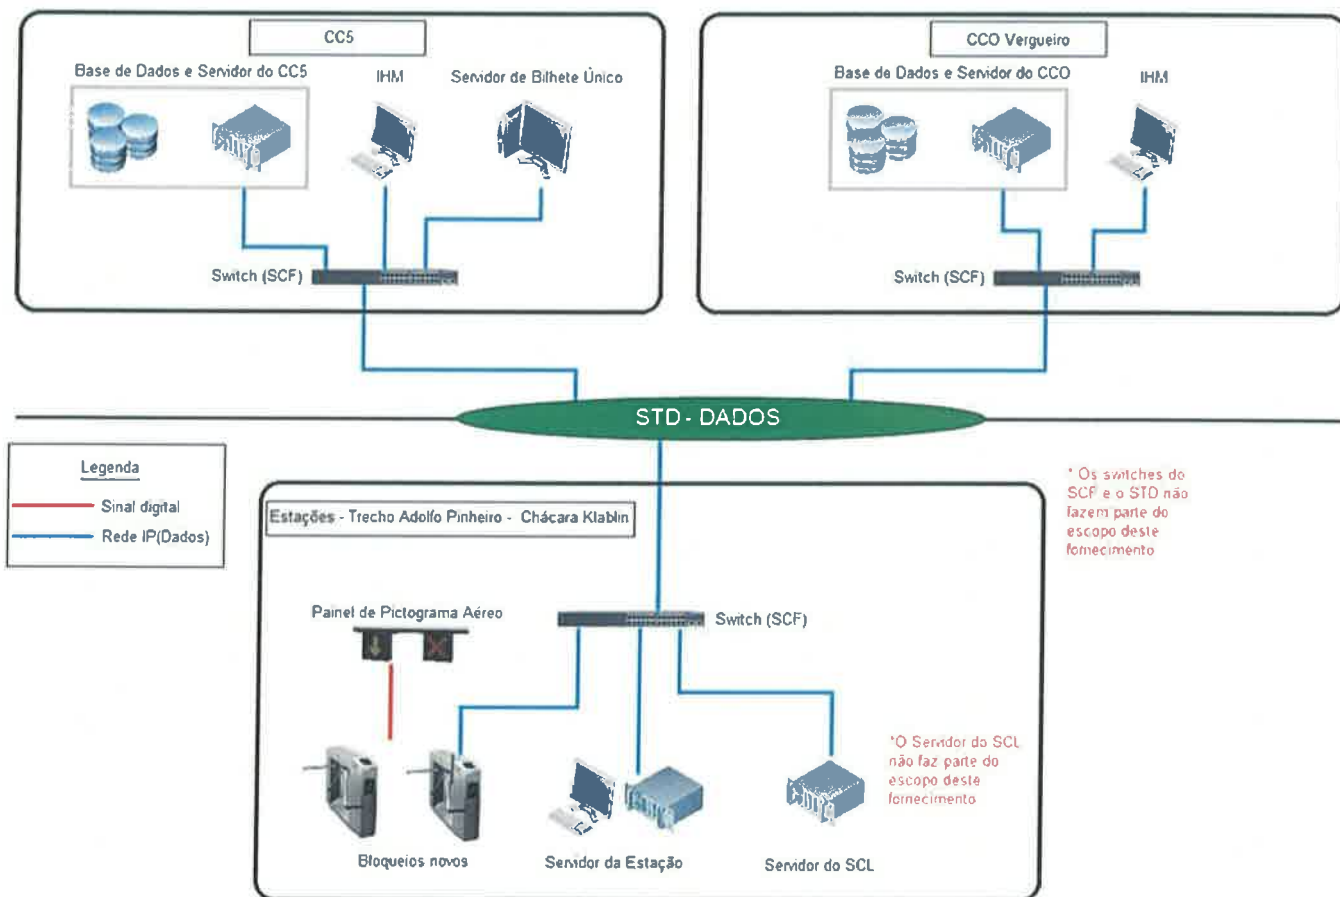 CC5
Base de Dados e Servidor do CC5
IHM
Servidor de Bilhete Único
Switch (SCF)
CCO Vergueiro
Base de Dados e Servidor do CCO
IHM
Switch (SCF)
STD - DADOS
Legenda
Sinal digital
Rede IP(Dados)
* Os switches do
SCF e o STD não
fazem parte do
escopo deste
fornecimento
Estações - Trecho Adolfo Pinheiro - Chácara Klabin
Painel de Pictograma Aéreo
Switch (SCF)
*O Servidor do SCL
não faz parte do
escopo deste
fornecimento
Bloqueios novos
Servidor da Estação
Servidor do SCL